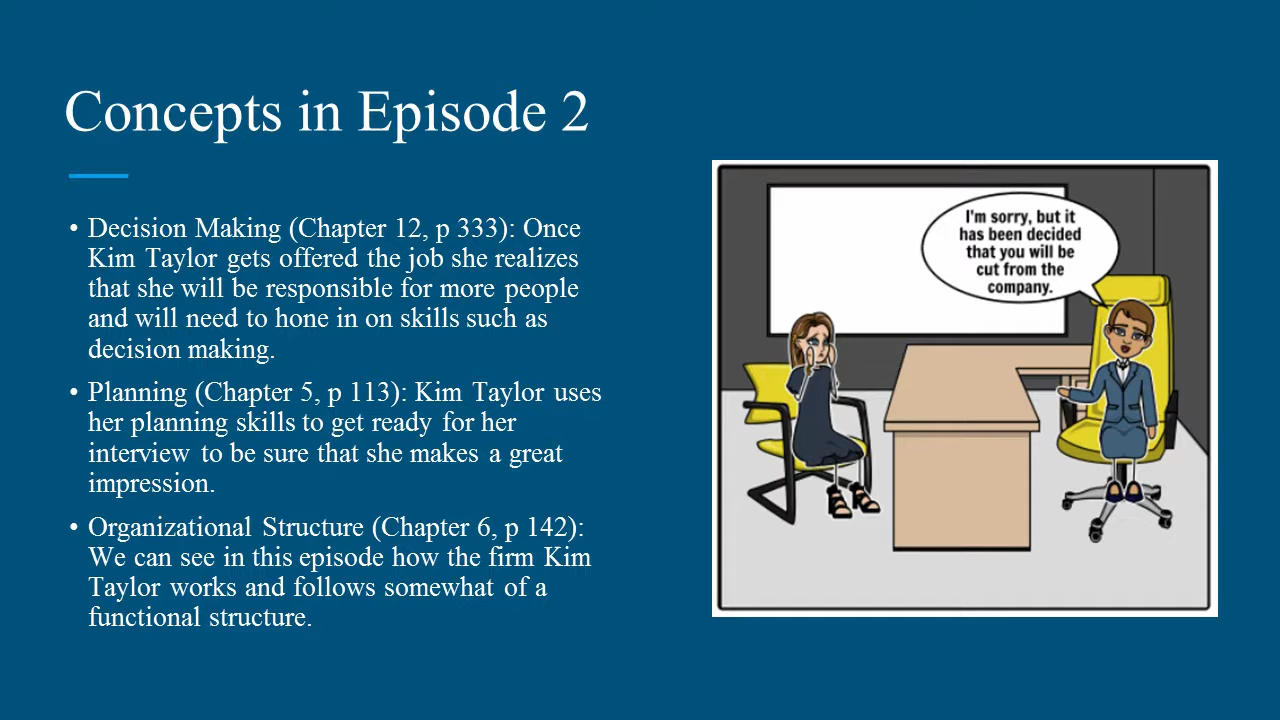 Concepts in Episode 2
• Decision Making (Chapter 12, p 333): Once
Kim Taylor gets offered the job she realizes
that she will be responsible for more people
and will need to hone in on skills such as
decision making.
• Planning (Chapter 5, p 113): Kim Taylor uses
her planning skills to get ready for her
interview to be sure that she makes a great
impression.
• Organizational Structure (Chapter 6, p 142):
We can see in this episode how the firm Kim
Taylor works and follows somewhat of a
functional structure.
I'm sorry, but it
has been decided
that you will be
cut from the
company.